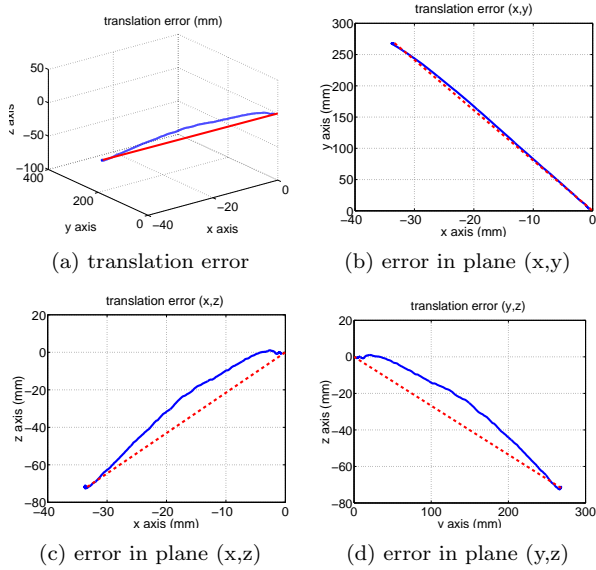 translation error (mm)
50
0
−50
−100
z axis
400
200
0
y axis
−40
−20
0
x axis
(a) translation error
translation error (x,y)
300
250
200
150
100
50
0
y axis (mm)
−40
−30
−20
−10
0
x axis (mm)
(b) error in plane (x,y)
translation error (x,z)
20
0
−20
−40
−60
−80
z axis (mm)
−40
−30
−20
−10
0
x axis (mm)
(c) error in plane (x,z)
translation error (y,z)
20
0
−20
−40
−60
−80
z axis (mm)
0
100
200
300
y axis (mm)
(d) error in plane (y,z)